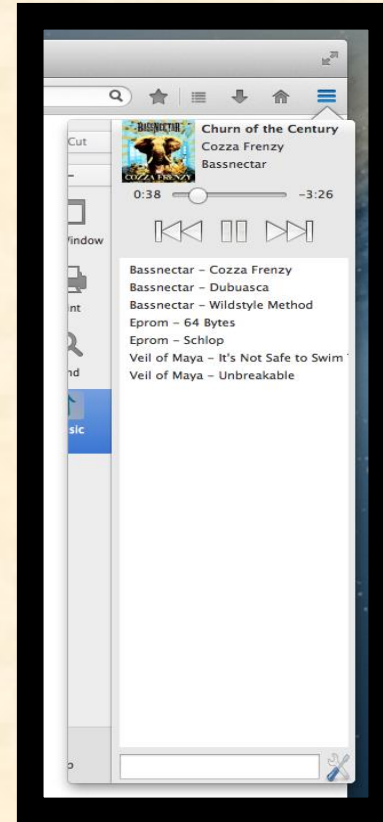 Cut
BASSNECTAR
COZZA FRENZY
Churn of the Century
Cozza Frenzy
Bassnectar
0:38
-3:26
indow
int
nd
sic
Bassnectar – Cozza Frenzy
Bassnectar – Dubuasca
Bassnectar – Wildstyle Method
Eprom – 64 Bytes
Eprom – Schlop
Veil of Maya – It's Not Safe to Swim
Veil of Maya – Unbreakable
p